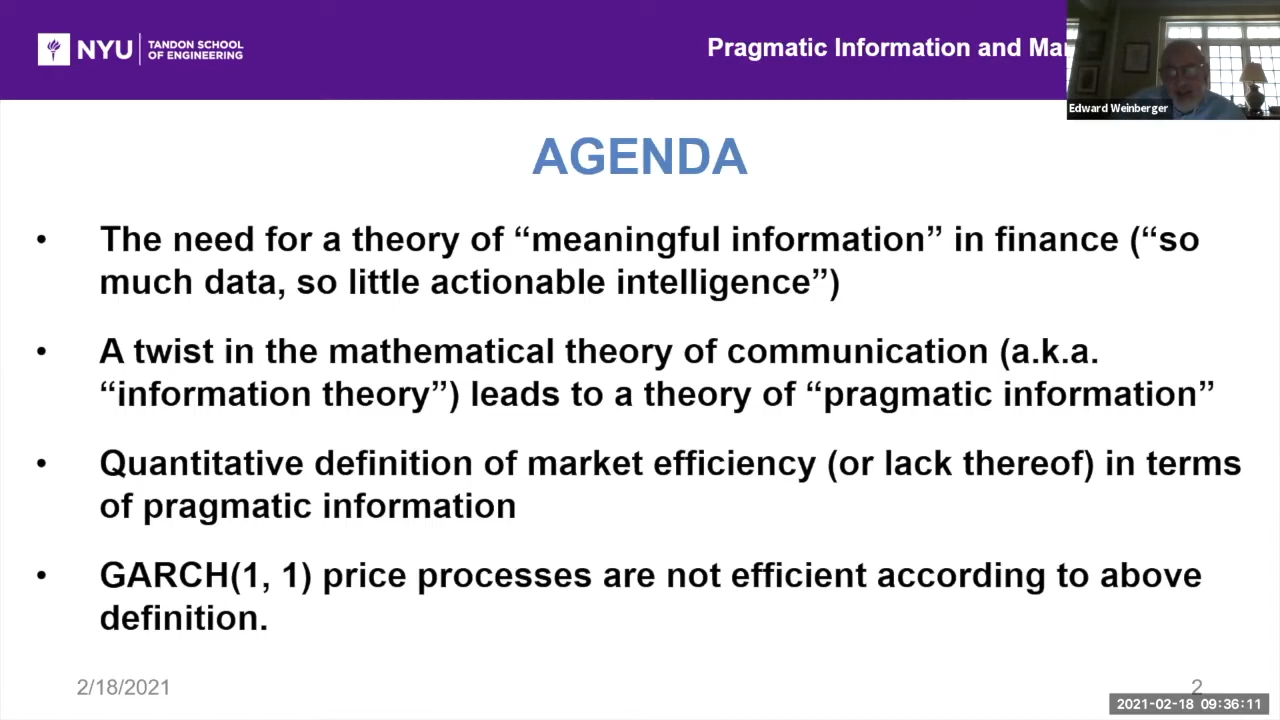 NYU
TANDON SCHOOL
OF ENGINEERING
Pragmatic Information and
Edward Weinberger
AGENDA
• The need for a theory of “meaningful information” in finance (“so
much data, so little actionable intelligence”)
• A twist in the mathematical theory of communication (a.k.a.
“information theory”) leads to a theory of “pragmatic information”
• Quantitative definition of market efficiency (or lack thereof) in terms
of pragmatic information
• GARCH(1, 1) price processes are not efficient according to above
definition.
2/18/2021
2
2021-02-18 09:36:11